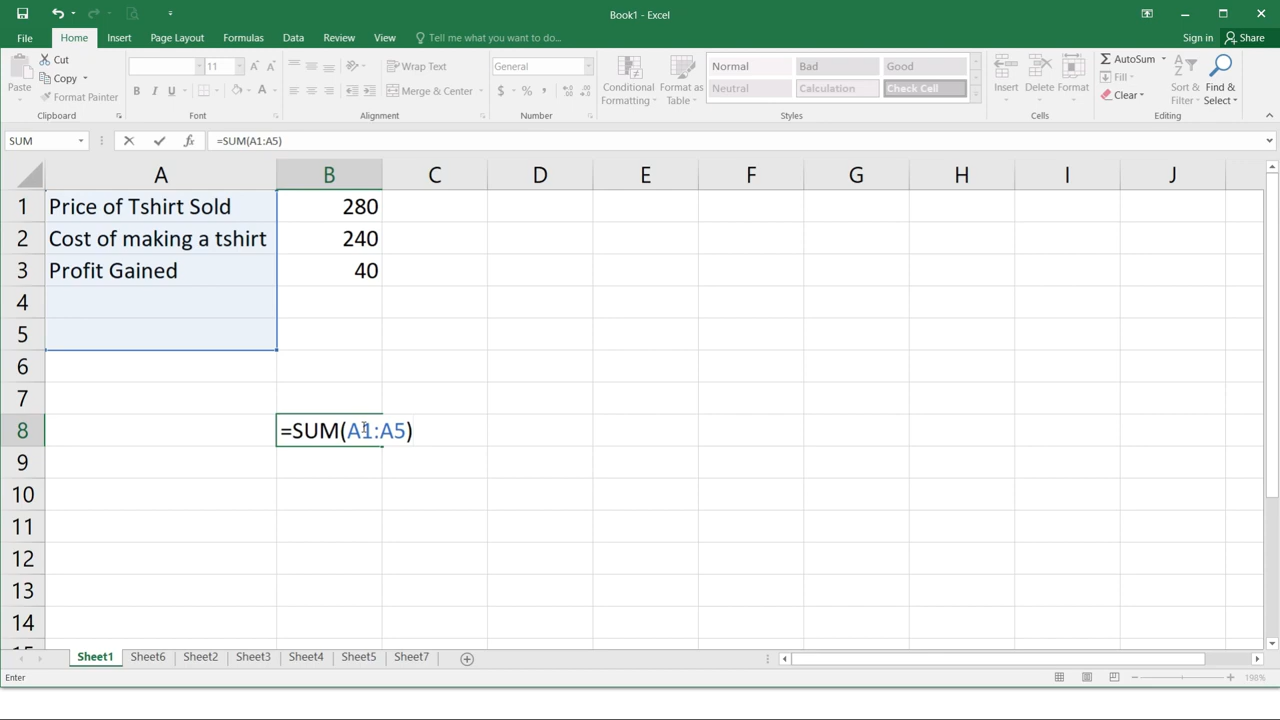 Book1 - Excel
File Home Insert Page Layout Formulas Data Review View Tell me what you want to do... Sign in Share
Paste
Cut
Copy
Format Painter
Clipboard
11
B I U
Font
Wrap Text
Merge & Center
Alignment
General
$ % ,
Number
Conditional Formatting
Format as Table
Normal Bad Good
Neutral Calculation Check Cell
Styles
Insert Delete Format
Cells
AutoSum
Fill
Clear
Sort & Filter
Find & Select
Editing
SUM fx =SUM(A1:A5)
A B C D E F G H I J
1 Price of Tshirt Sold 280
2 Cost of making a tshirt 240
3 Profit Gained 40
4
5
6
7
8 =SUM(A1:A5)
9
10
11
12
13
14
Sheet1 Sheet6 Sheet2 Sheet3 Sheet4 Sheet5 Sheet7
Enter 198%